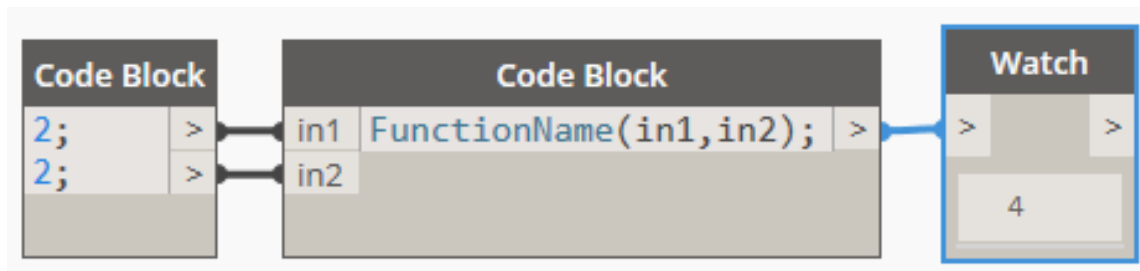 Code Block
2; >
2; >
Code Block
in1 FunctionName(in1,in2); >
in2
Watch
> >
4